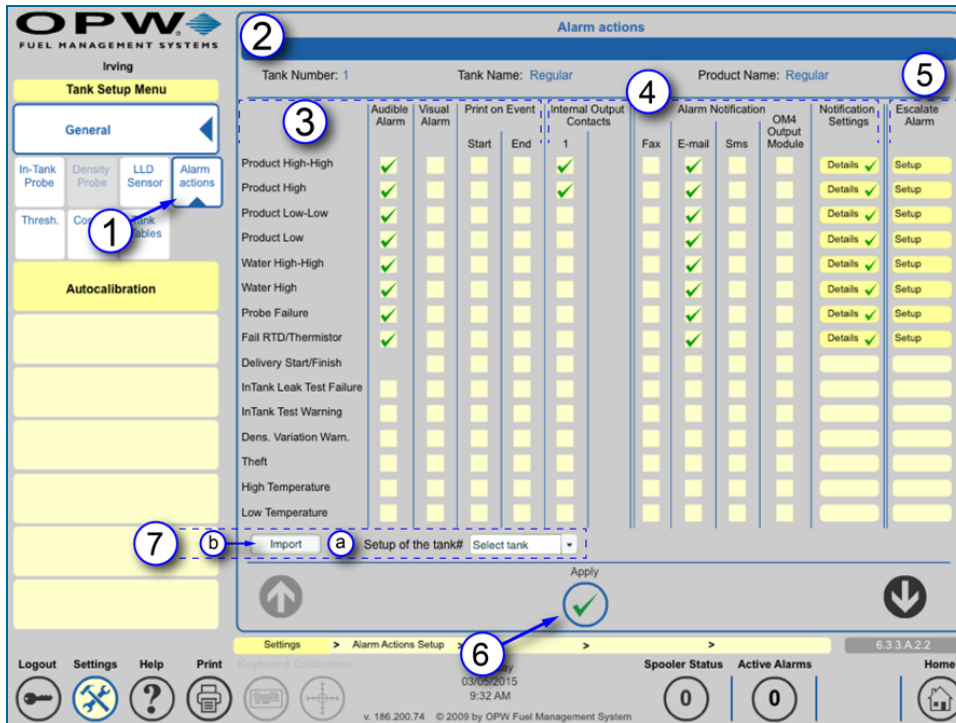 OPW
FUEL MANAGEMENT SYSTEMS
Irving
Tank Setup Menu
General
In-Tank Probe
Density Probe
LLD Sensor
Alarm actions
Thresh.
Tank
Autocalibration
1
2
Alarm actions
Tank Number: 1 Tank Name: Regular Product Name: Regular
3
4
5
Audible Alarm
Visual Alarm
Print on Event
Start End
Internal Output Contacts
1
Alarm Notification
Fax E-mail Sms OM4 Output Module
Notification Settings
Escalate Alarm
Product High-High Details Setup
Product High Details Setup
Product Low-Low Details Setup
Product Low Details Setup
Water High-High Details Setup
Water High Details Setup
Probe Failure Details Setup
Fail RTD/Thermistor Details Setup
Delivery Start/Finish
InTank Leak Test Failure
InTank Test Warning
Dens. Variation Warn.
Theft
High Temperature
Low Temperature
7 b Import a Setup of the tank# Select tank
Apply
6
Settings > Alarm Actions Setup > > > 6.3.3.A.2.2
Logout Settings Help Print Keyboard Calibration
03/05/2015
9:32 AM
Spooler Status Active Alarms Home
0 0
v. 186.200.74 © 2009 by OPW Fuel Management System